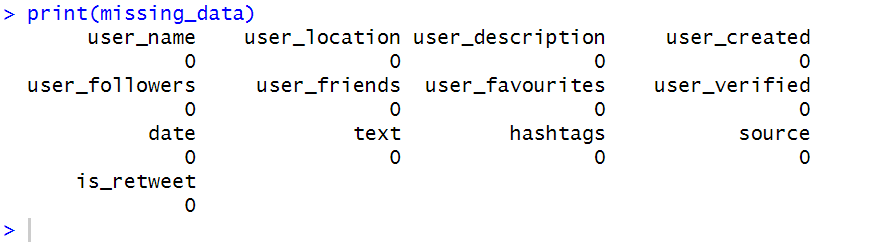 > print(missing_data)
user_name user_location user_description user_created
0 0 0 0
user_followers user_friends user_favourites user_verified
0 0 0 0
date text hashtags source
0 0 0 0
is_retweet
0
>